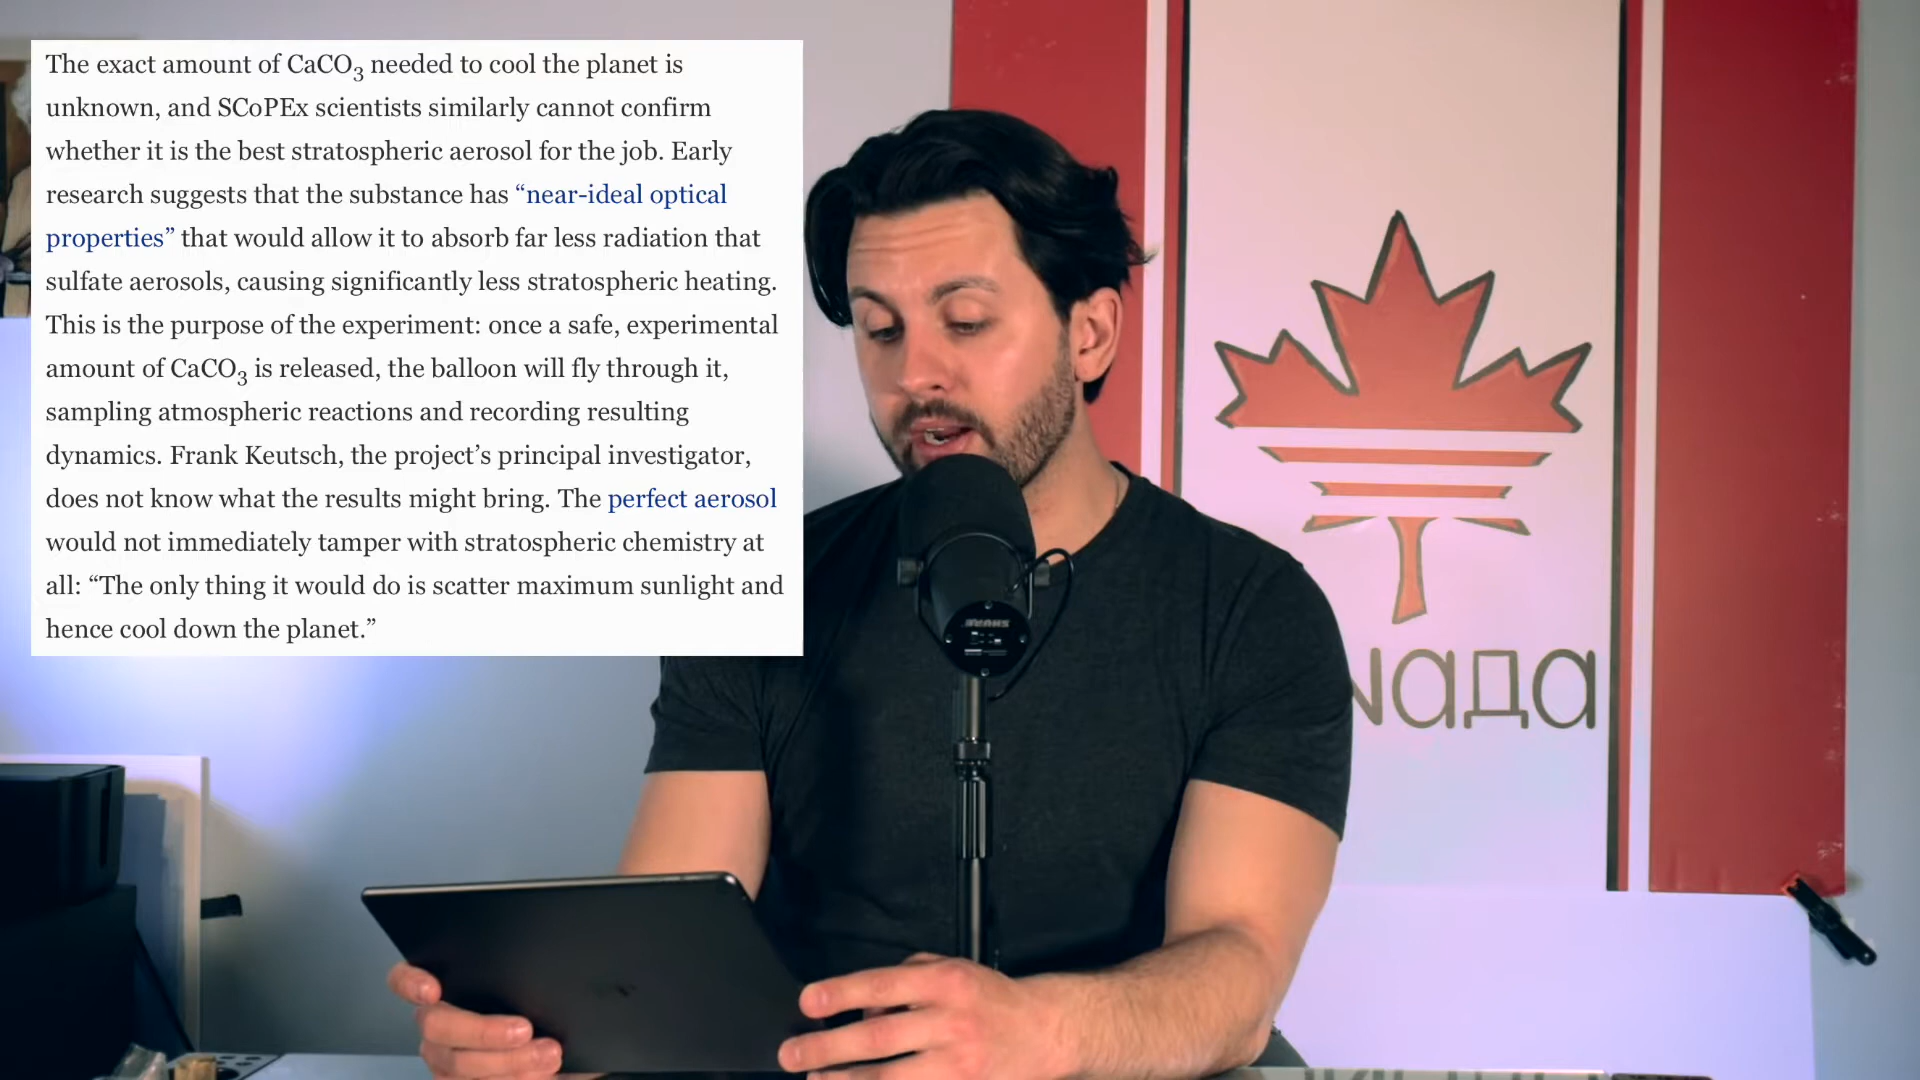 The exact amount of CaCO₃ needed to cool the planet is
unknown, and SCoPEx scientists similarly cannot confirm
whether it is the best stratospheric aerosol for the job. Early
research suggests that the substance has “near-ideal optical
properties” that would allow it to absorb far less radiation that
sulfate aerosols, causing significantly less stratospheric heating.
This is the purpose of the experiment: once a safe, experimental
amount of CaCO₃ is released, the balloon will fly through it,
sampling atmospheric reactions and recording resulting
dynamics. Frank Keutsch, the project’s principal investigator,
does not know what the results might bring. The perfect aerosol
would not immediately tamper with stratospheric chemistry at
all: “The only thing it would do is scatter maximum sunlight and
hence cool down the planet.”
SHURE